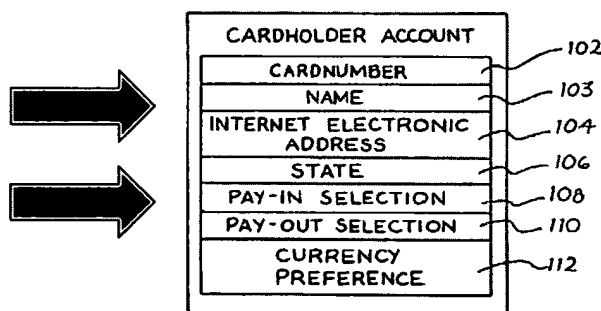 CARDHOLDER ACCOUNT
CARDNUMBER
102
NAME
103
INTERNET ELECTRONIC
ADDRESS
104
STATE
106
PAY-IN SELECTION
108
PAY-OUT SELECTION
110
CURRENCY
PREFERENCE
112